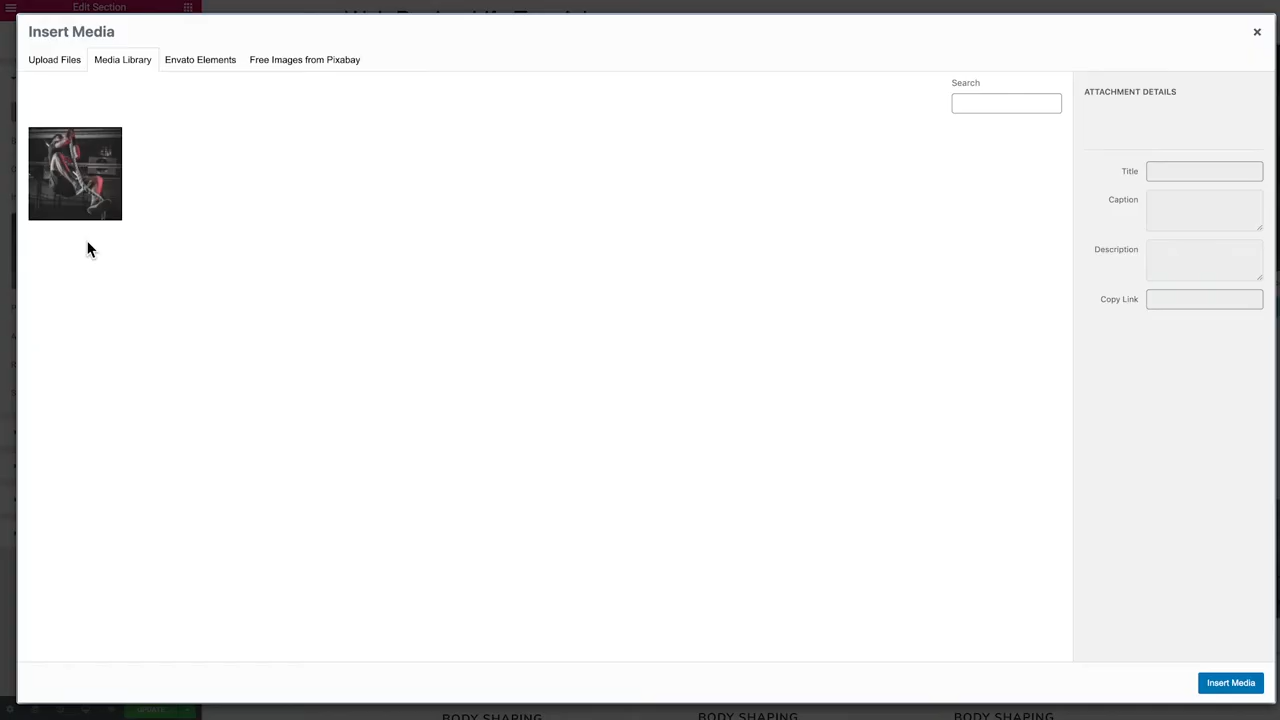 Edit Section
Insert Media
Upload Files
Media Library
Envato Elements
Free Images from Pixabay
Search
ATTACHMENT DETAILS
Title
Caption
Description
Copy Link
Insert Media
UPDATE
BODY SHAPING
BODY SHAPING
BODY SHAPING